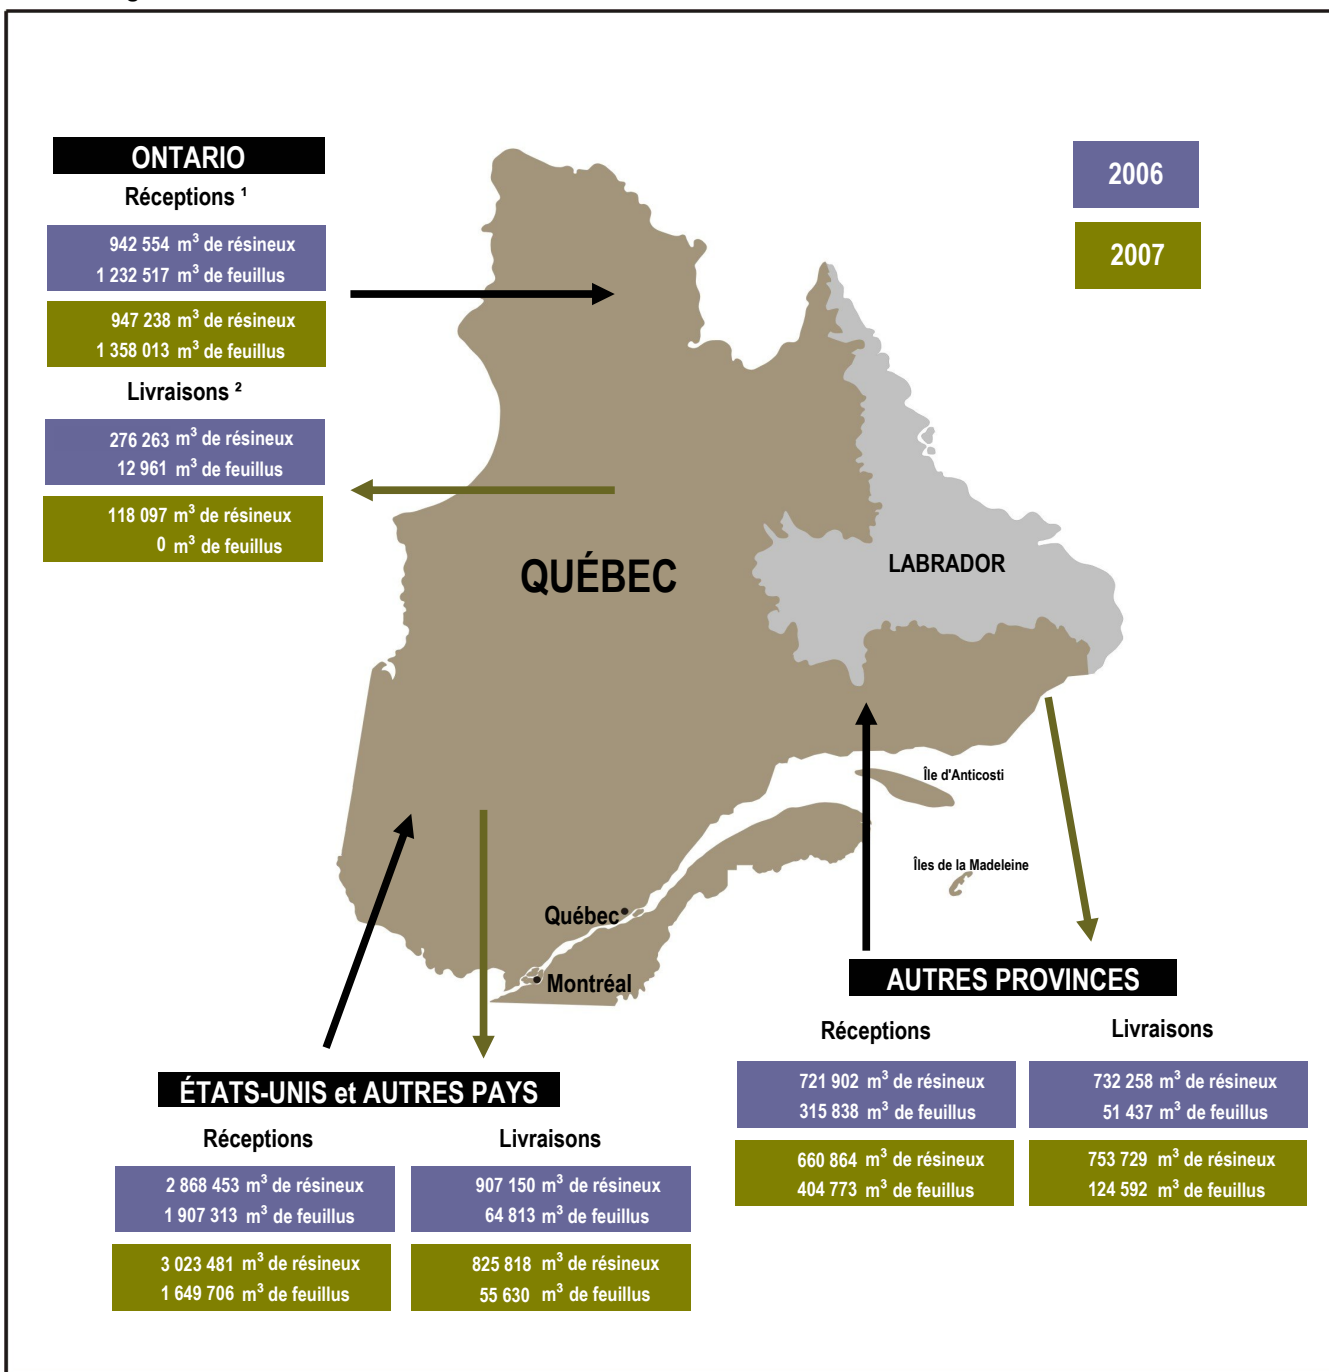 ONTARIO
Réceptions ¹
942 554 m³ de résineux
1 232 517 m³ de feuillus
947 238 m³ de résineux
1 358 013 m³ de feuillus
Livraisons ²
276 263 m³ de résineux
12 961 m³ de feuillus
118 097 m³ de résineux
0 m³ de feuillus
2006
2007
QUÉBEC
LABRADOR
Île d'Anticosti
Îles de la Madeleine
Québec
Montréal
ÉTATS-UNIS et AUTRES PAYS
Réceptions
2 868 453 m³ de résineux
1 907 313 m³ de feuillus
3 023 481 m³ de résineux
1 649 706 m³ de feuillus
Livraisons
907 150 m³ de résineux
64 813 m³ de feuillus
825 818 m³ de résineux
55 630 m³ de feuillus
AUTRES PROVINCES
Réceptions
721 902 m³ de résineux
315 838 m³ de feuillus
660 864 m³ de résineux
404 773 m³ de feuillus
Livraisons
732 258 m³ de résineux
51 437 m³ de feuillus
753 729 m³ de résineux
124 592 m³ de feuillus